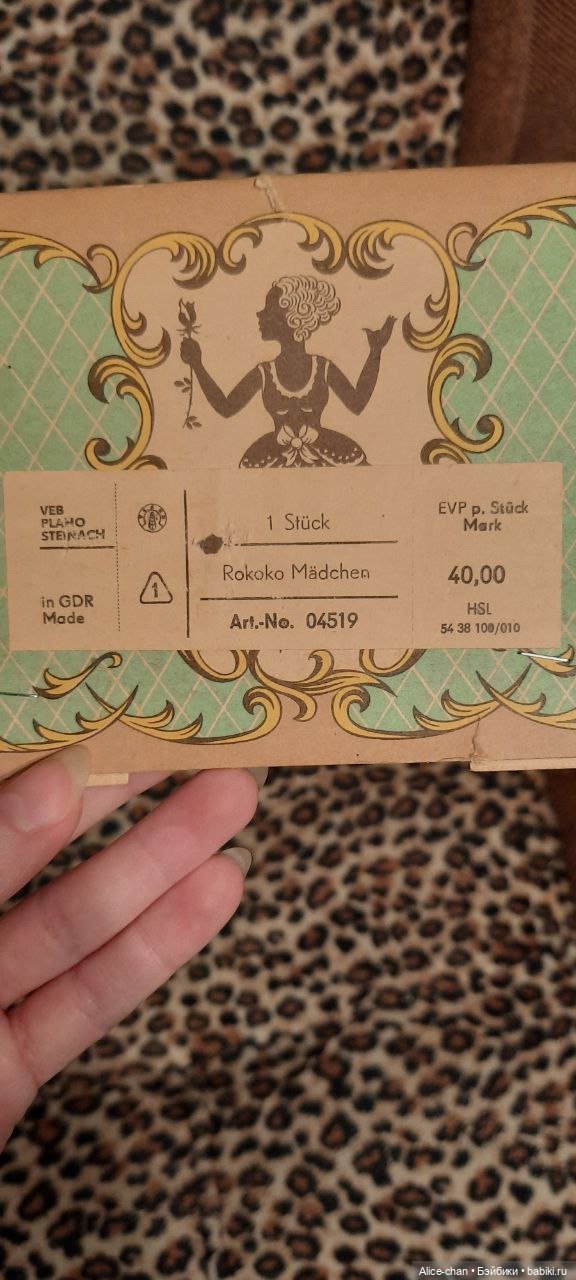 VEB
PLAHO
STEINACH
in GDR
Made
1
1 Stück
Rokoko Mädchen
Art.-No. 04519
EVP p. Stück
Mark
40,00
HSL
54 38 100/010
Alice-chan • Бэйбики • babiki.ru